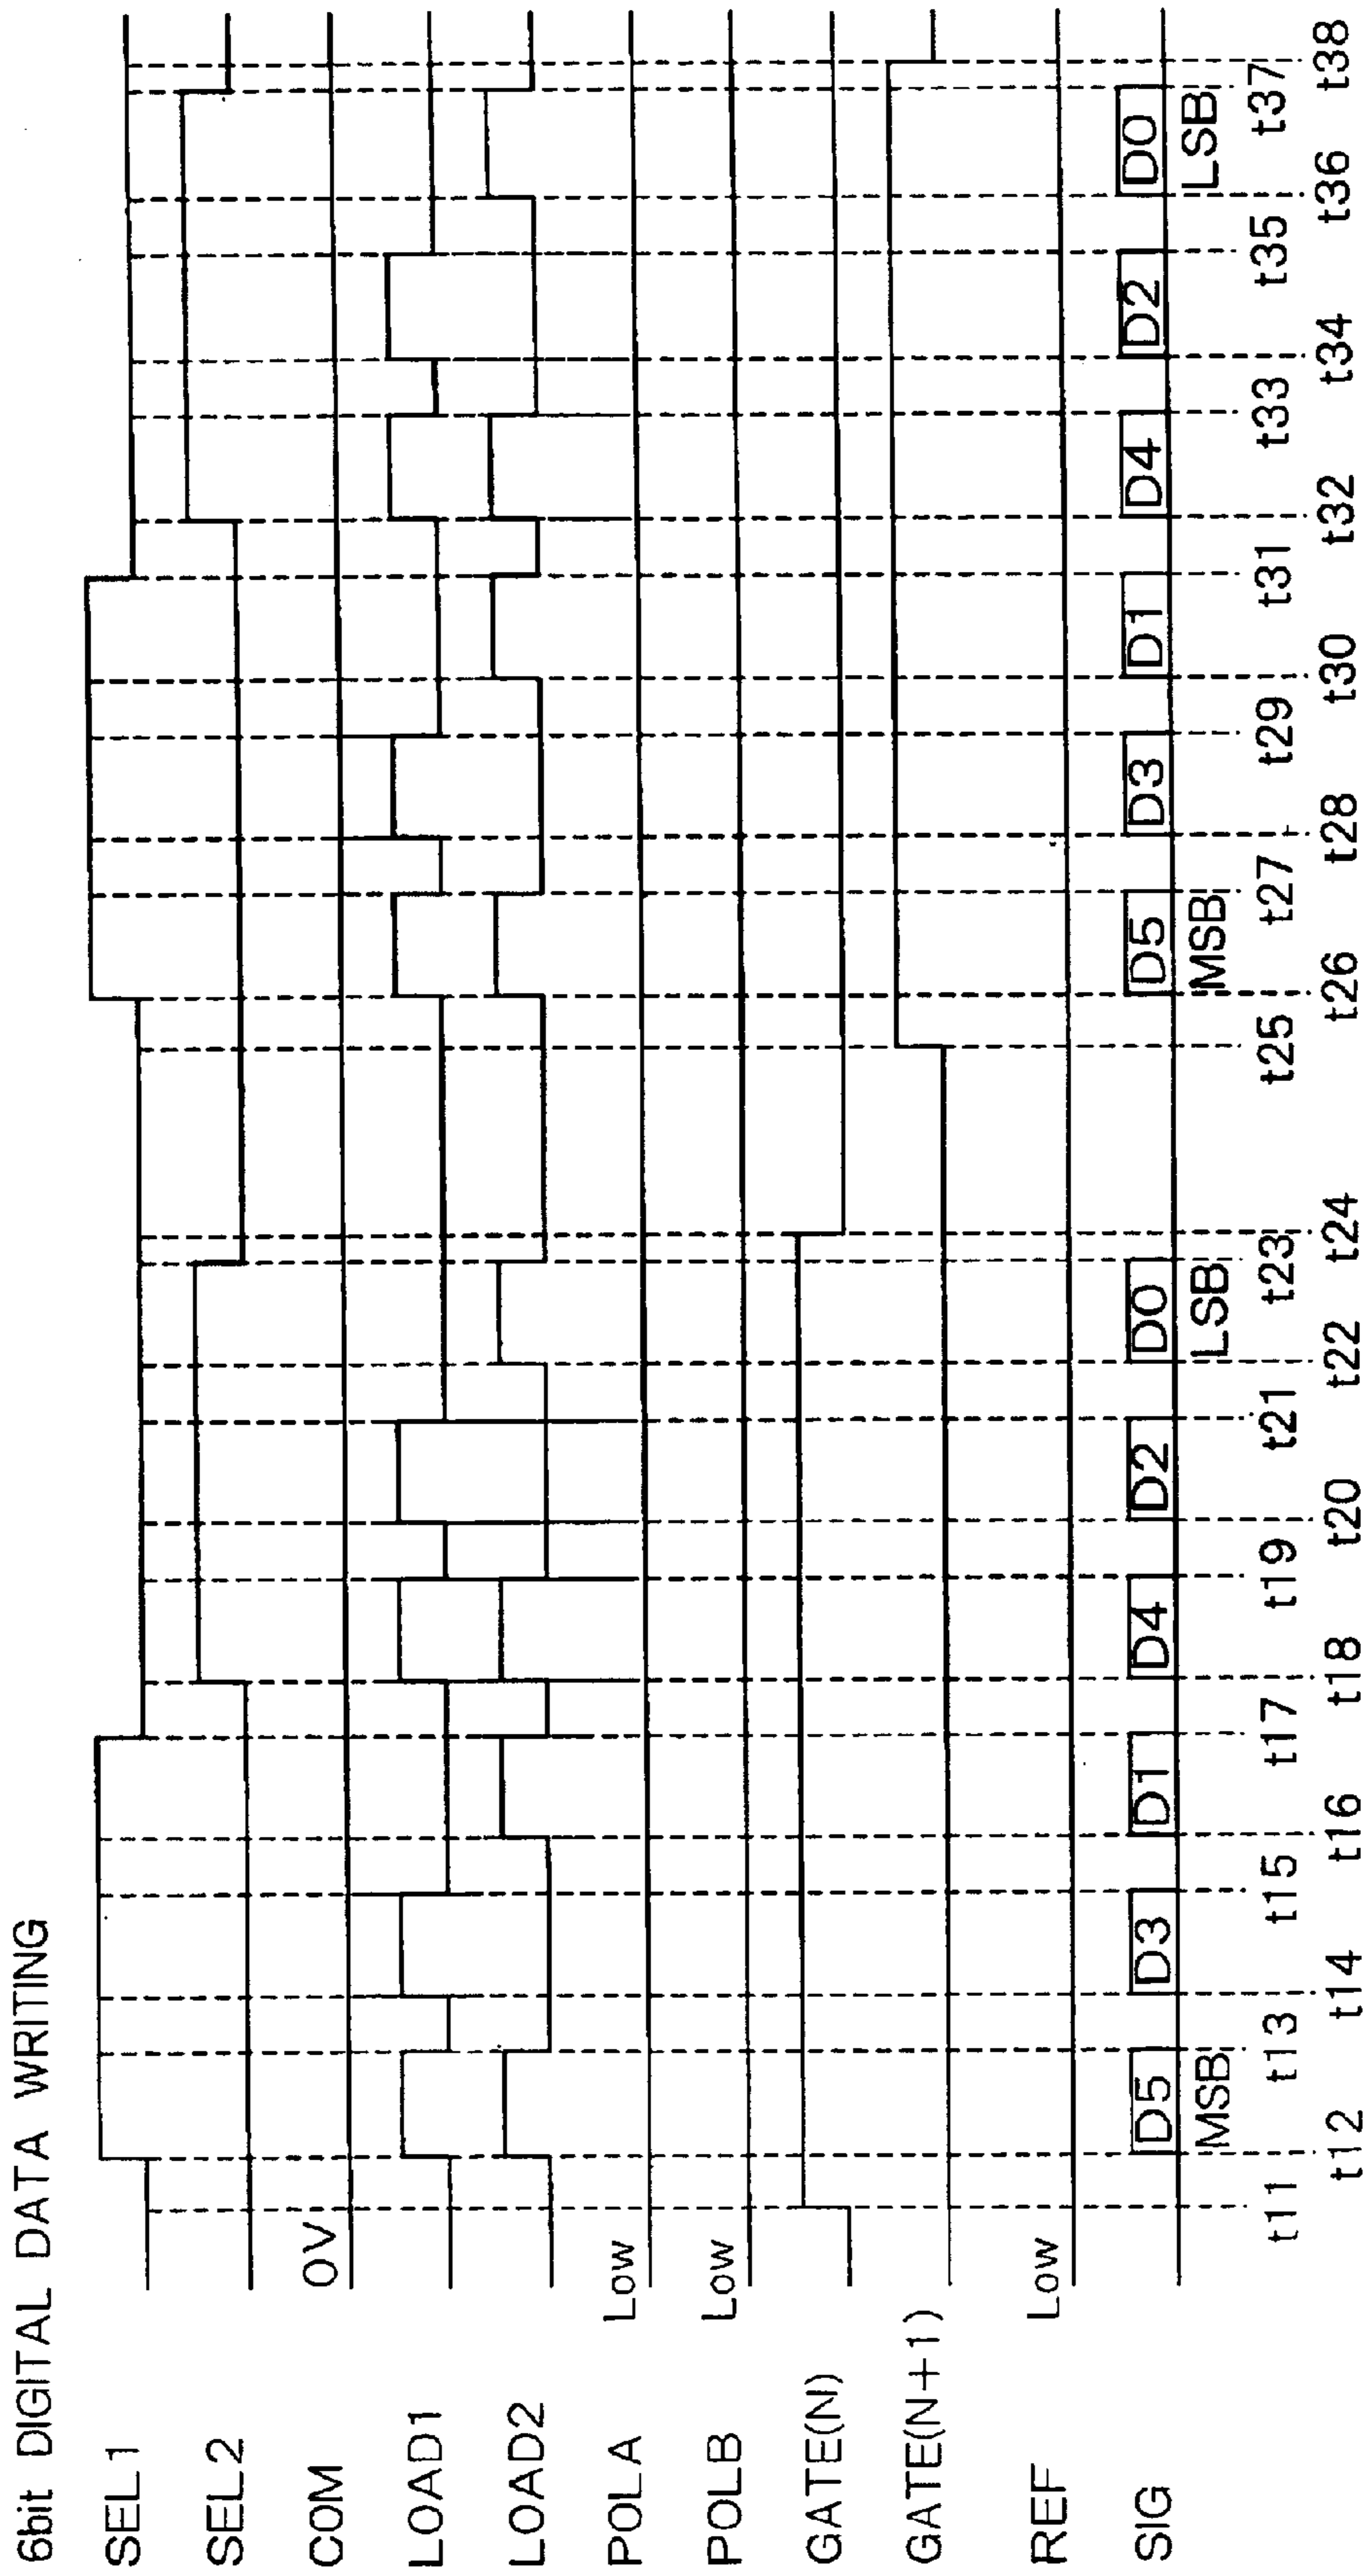 6bit DIGITAL DATA WRITING
SEL1
SEL2
COM 0V
LOAD1
LOAD2
POLA Low
POLB Low
GATE(N)
GATE(N+1)
REF Low
SIG D5 D3 D1 D4 D2 D0 D5 D3 D1 D4 D2 D0
MSB LSB MSB LSB
t11 t13 t15 t17 t19 t21 t23 t25 t27 t29 t31 t33 t35 t37
t12 t14 t16 t18 t20 t22 t24 t26 t28 t30 t32 t34 t36 t38